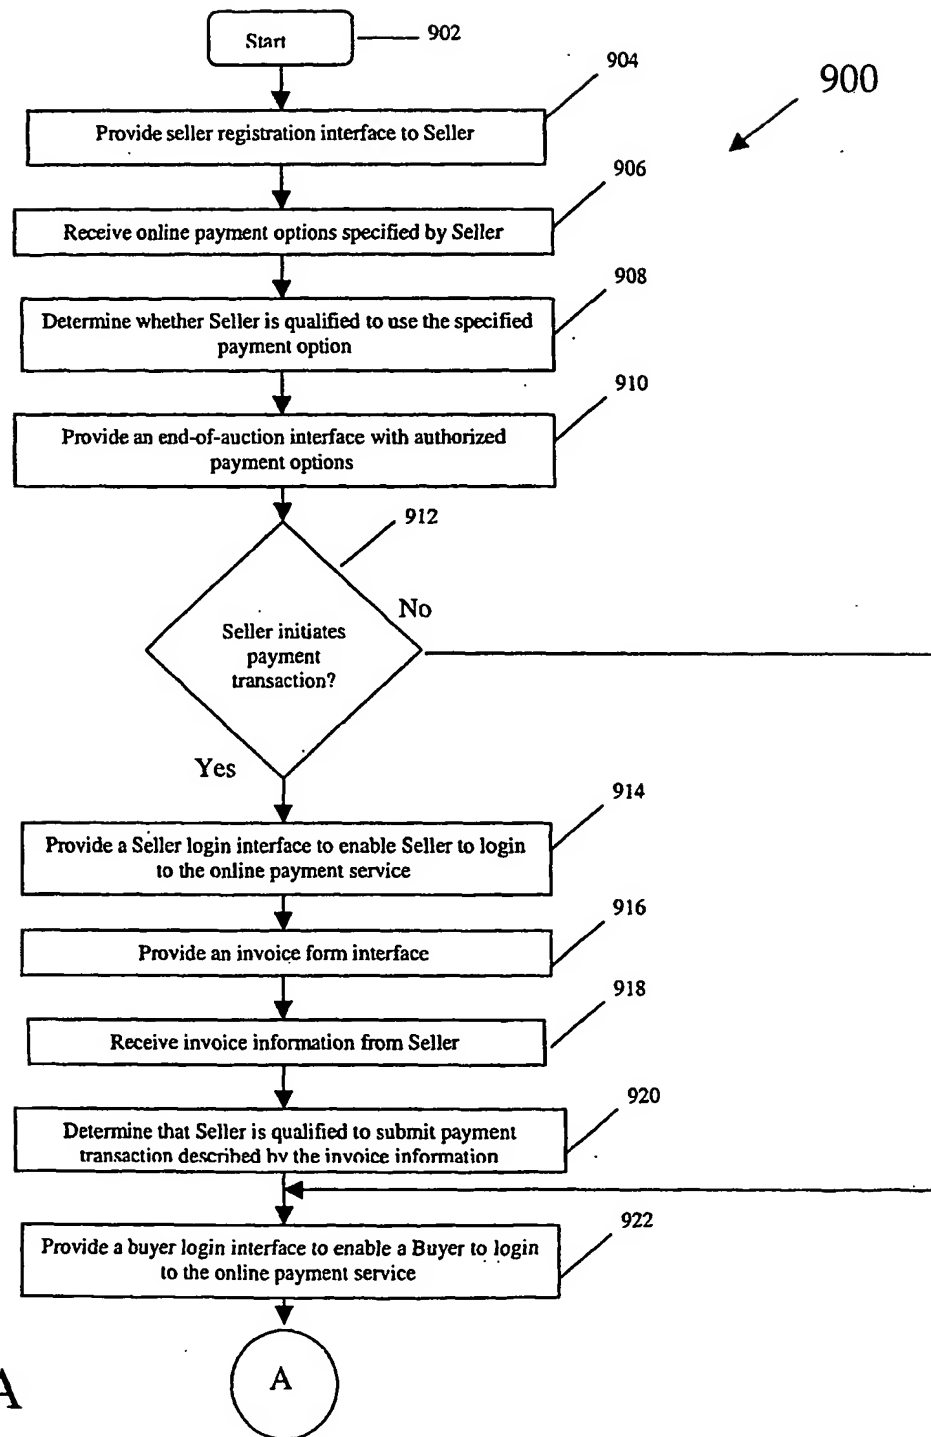 Start
902
904
900
Provide seller registration interface to Seller
906
Receive online payment options specified by Seller
908
Determine whether Seller is qualified to use the specified
payment option
910
Provide an end-of-auction interface with authorized
payment options
912
No
Seller initiates
payment
transaction?
Yes
914
Provide a Seller login interface to enable Seller to login
to the online payment service
916
Provide an invoice form interface
918
Receive invoice information from Seller
920
Determine that Seller is qualified to submit payment
transaction described by the invoice information
922
Provide a buyer login interface to enable a Buyer to login
to the online payment service
A
A